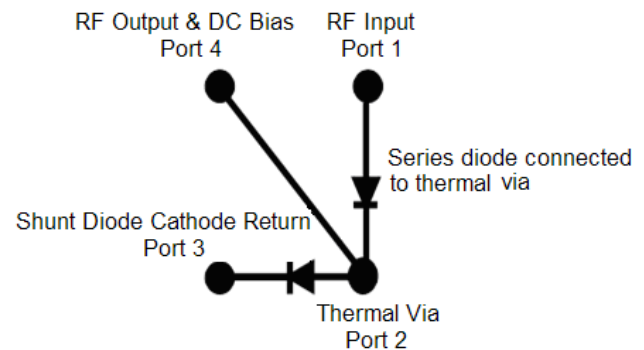 RF Output & DC Bias
Port 4
RF Input
Port 1
Series diode connected
to thermal via
Shunt Diode Cathode Return
Port 3
Thermal Via
Port 2